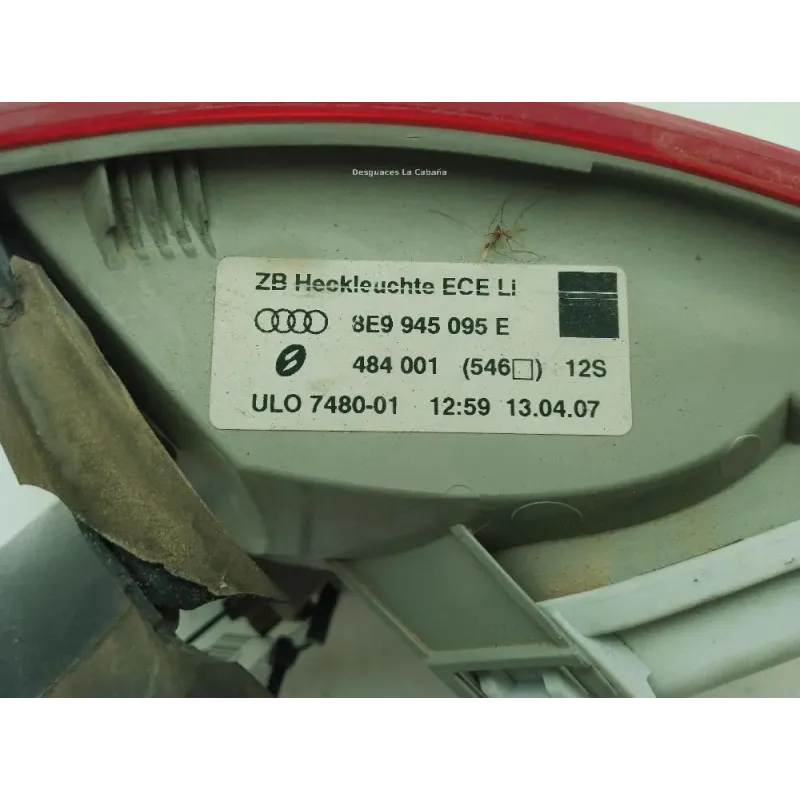 Desguaces La Cabaña
ZB Heckleuchte ECE Li
8E9 945 095 E
484 001 (546□) 12S
ULO 7480-01 12:59 13.04.07